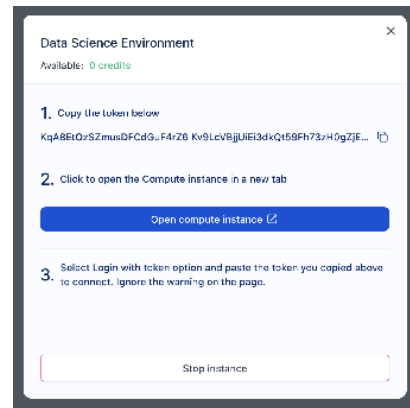 Data Science Environment
Available: 0 credits
1. Copy the token below
2. Click to open the Compute instance in a new tab
Open compute instance
3. Select Login with token option and paste the token you copied above
to connect. Ignore the warning on the page.
Stop instance